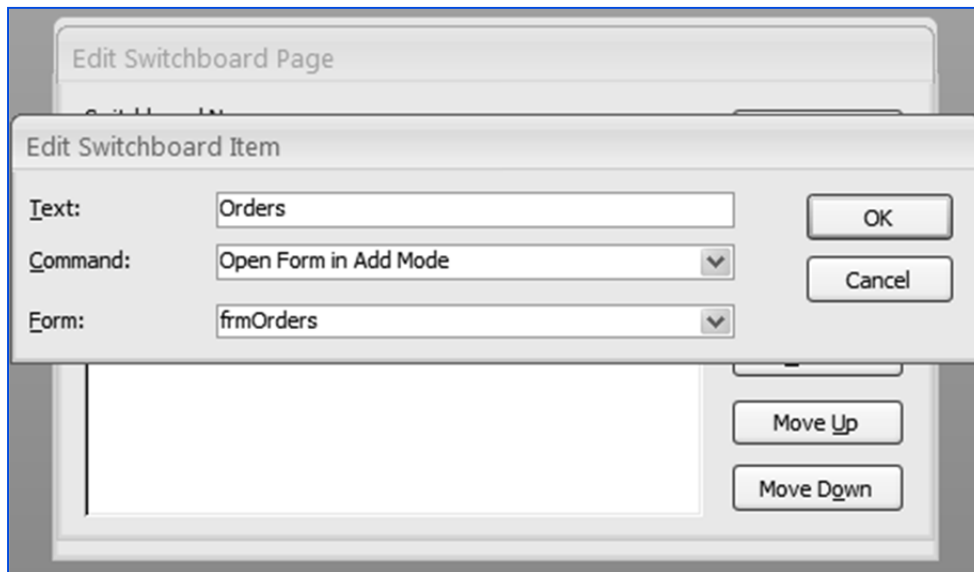 Edit Switchboard Page
Edit Switchboard Item
Text: Orders
OK
Command: Open Form in Add Mode
Cancel
Form: frmOrders
Move Up
Move Down